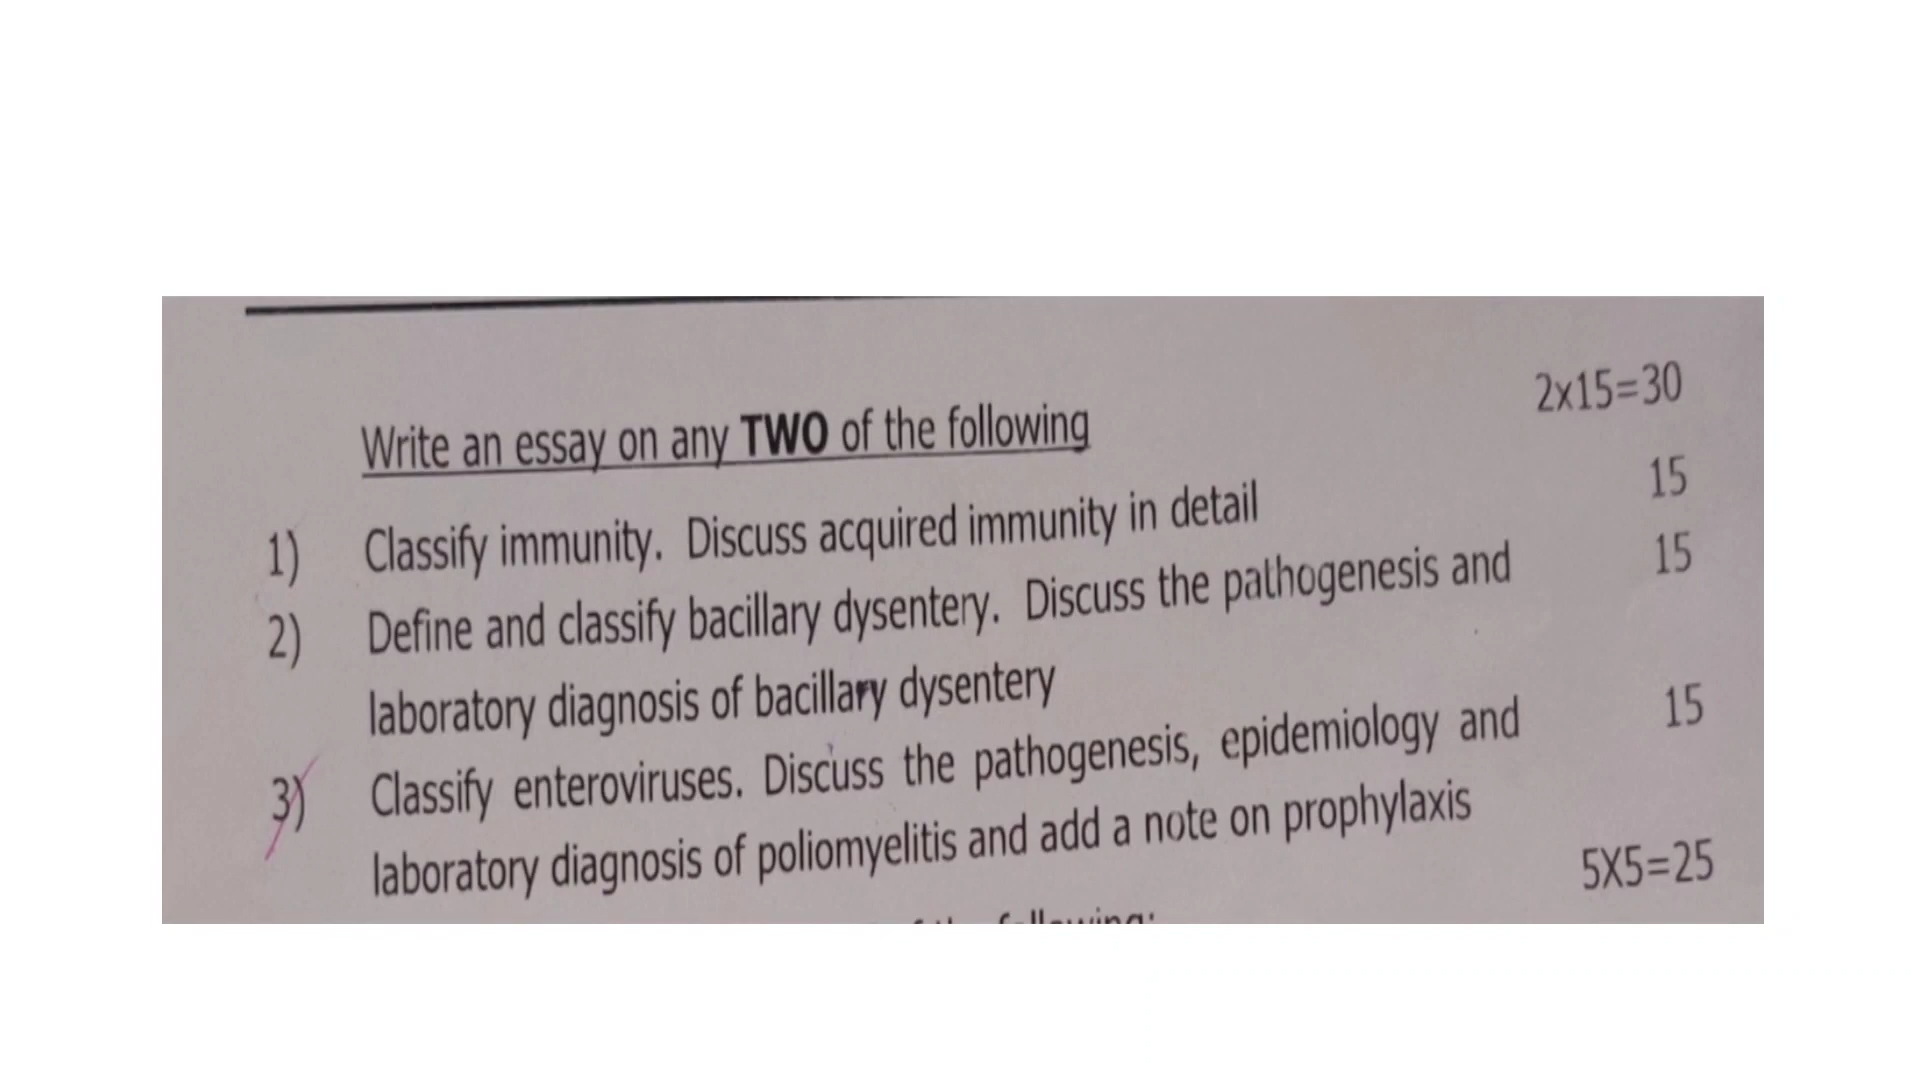 2x15=30
Write an essay on any TWO of the following
1) Classify immunity. Discuss acquired immunity in detail 15
2) Define and classify bacillary dysentery. Discuss the pathogenesis and 15
laboratory diagnosis of bacillary dysentery
3) Classify enteroviruses. Discuss the pathogenesis, epidemiology and 15
laboratory diagnosis of poliomyelitis and add a note on prophylaxis
5X5=25
following: